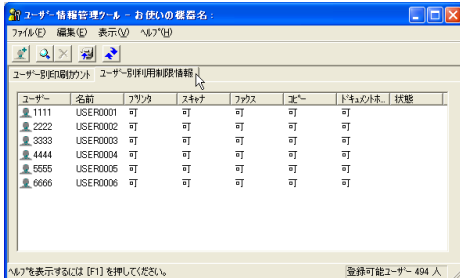 ユーザー情報管理ツール - お使いの機器名:
ファイル(F) 編集(E) 表示(V) ヘルプ(H)
ユーザー別印刷カウント ユーザー別利用制限情報
ユーザー 名前 プリンタ スキャナ ファクス コピー ドキュメントボ... 状態
1111 USER0001 可 可 可 可 可
2222 USER0002 可 可 可 可 可
3333 USER0003 可 可 可 可 可
4444 USER0004 可 可 可 可 可
5555 USER0005 可 可 可 可 可
6666 USER0006 可 可 可 可 可
ヘルプを表示するには [F1] を押してください。 登録可能ユーザー 494 人